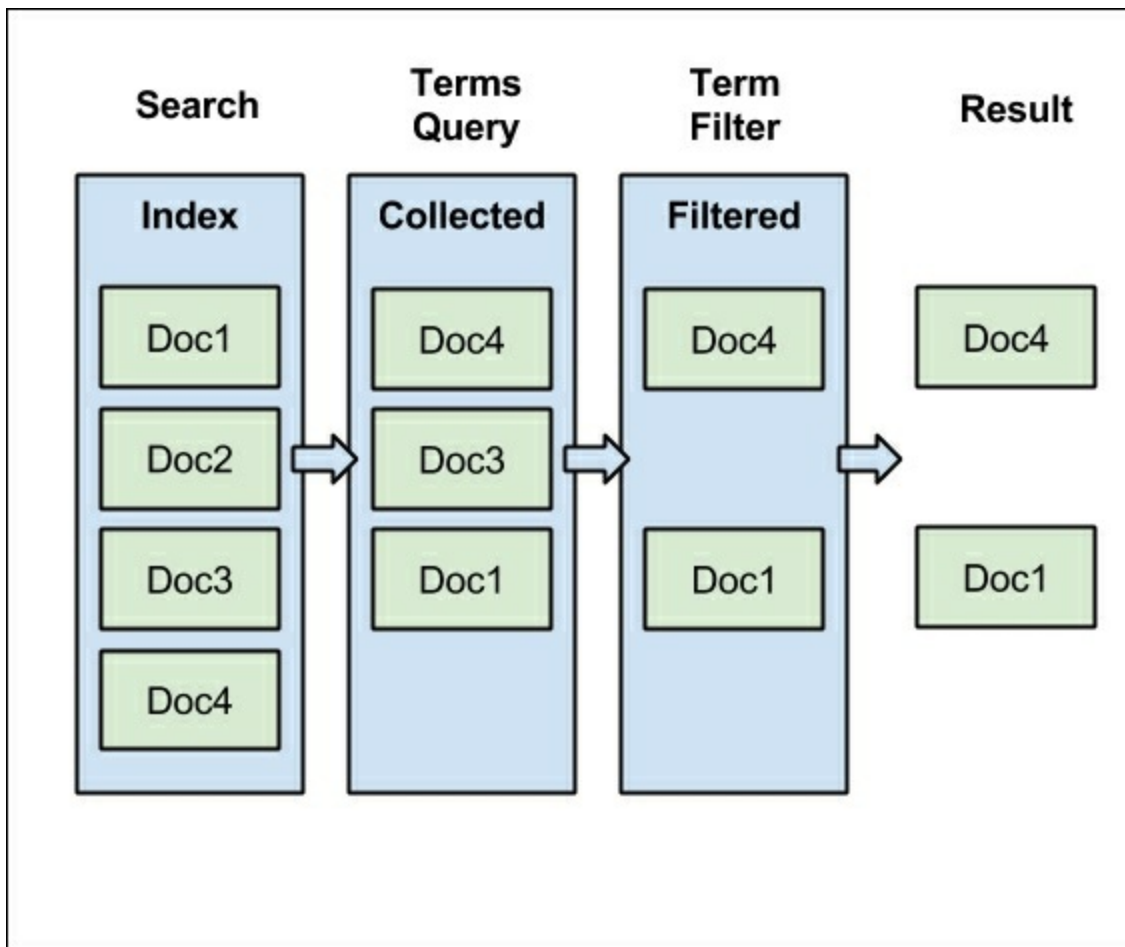 Search
Terms
Query
Term
Filter
Result
Index
Collected
Filtered
Doc1
Doc4
Doc4
Doc4
Doc2
Doc3
Doc3
Doc1
Doc1
Doc1
Doc4